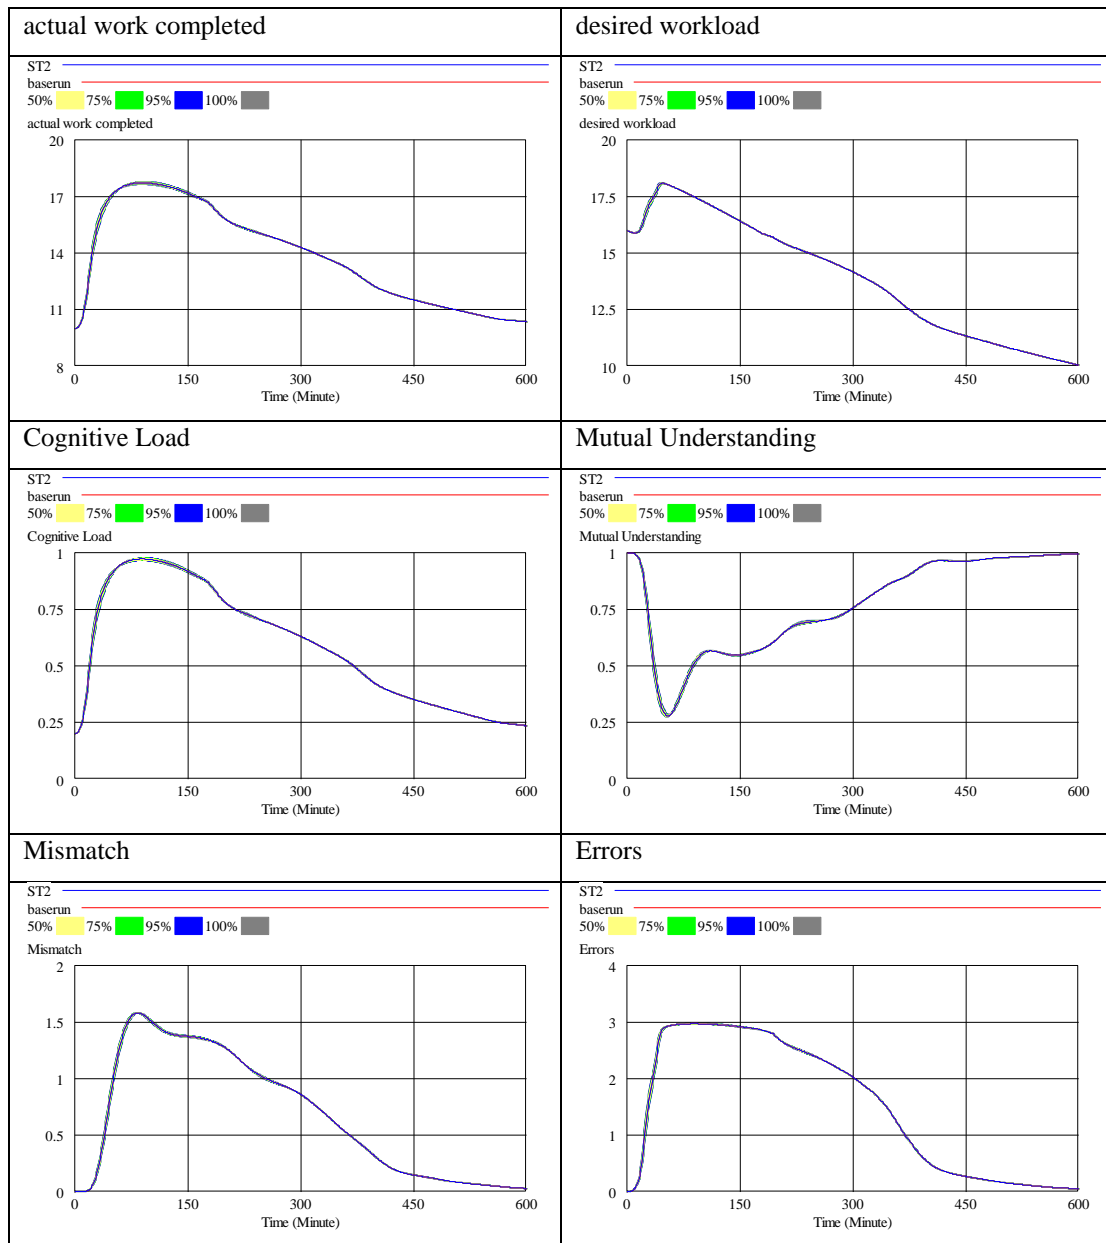 actual work completed
desired workload
ST2
baserun
50% 75% 95% 100%
actual work completed
20
17
14
11
8
0 150 300 450 600
Time (Minute)
ST2
baserun
50% 75% 95% 100%
desired workload
20
17.5
15
12.5
10
0 150 300 450 600
Time (Minute)
Cognitive Load
Mutual Understanding
ST2
baserun
50% 75% 95% 100%
Cognitive Load
1
0.75
0.5
0.25
0
0 150 300 450 600
Time (Minute)
ST2
baserun
50% 75% 95% 100%
Mutual Understanding
1
0.75
0.5
0.25
0
0 150 300 450 600
Time (Minute)
Mismatch
Errors
ST2
baserun
50% 75% 95% 100%
Mismatch
2
1.5
1
0.5
0
0 150 300 450 600
Time (Minute)
ST2
baserun
50% 75% 95% 100%
Errors
4
3
2
1
0
0 150 300 450 600
Time (Minute)